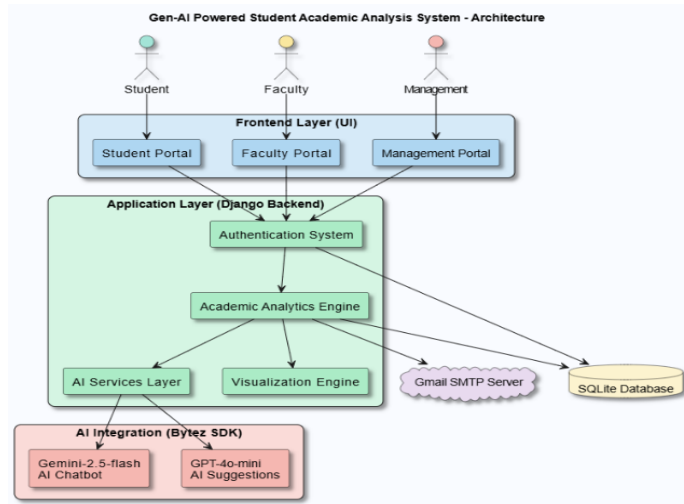 Gen-AI Powered Student Academic Analysis System - Architecture
Student
Faculty
Management
Frontend Layer (UI)
Student Portal
Faculty Portal
Management Portal
Application Layer (Django Backend)
Authentication System
Academic Analytics Engine
AI Services Layer
Visualization Engine
Gmail SMTP Server
SQLite Database
AI Integration (Bytez SDK)
Gemini-2.5-flash
AI Chatbot
GPT-4o-mini
AI Suggestions